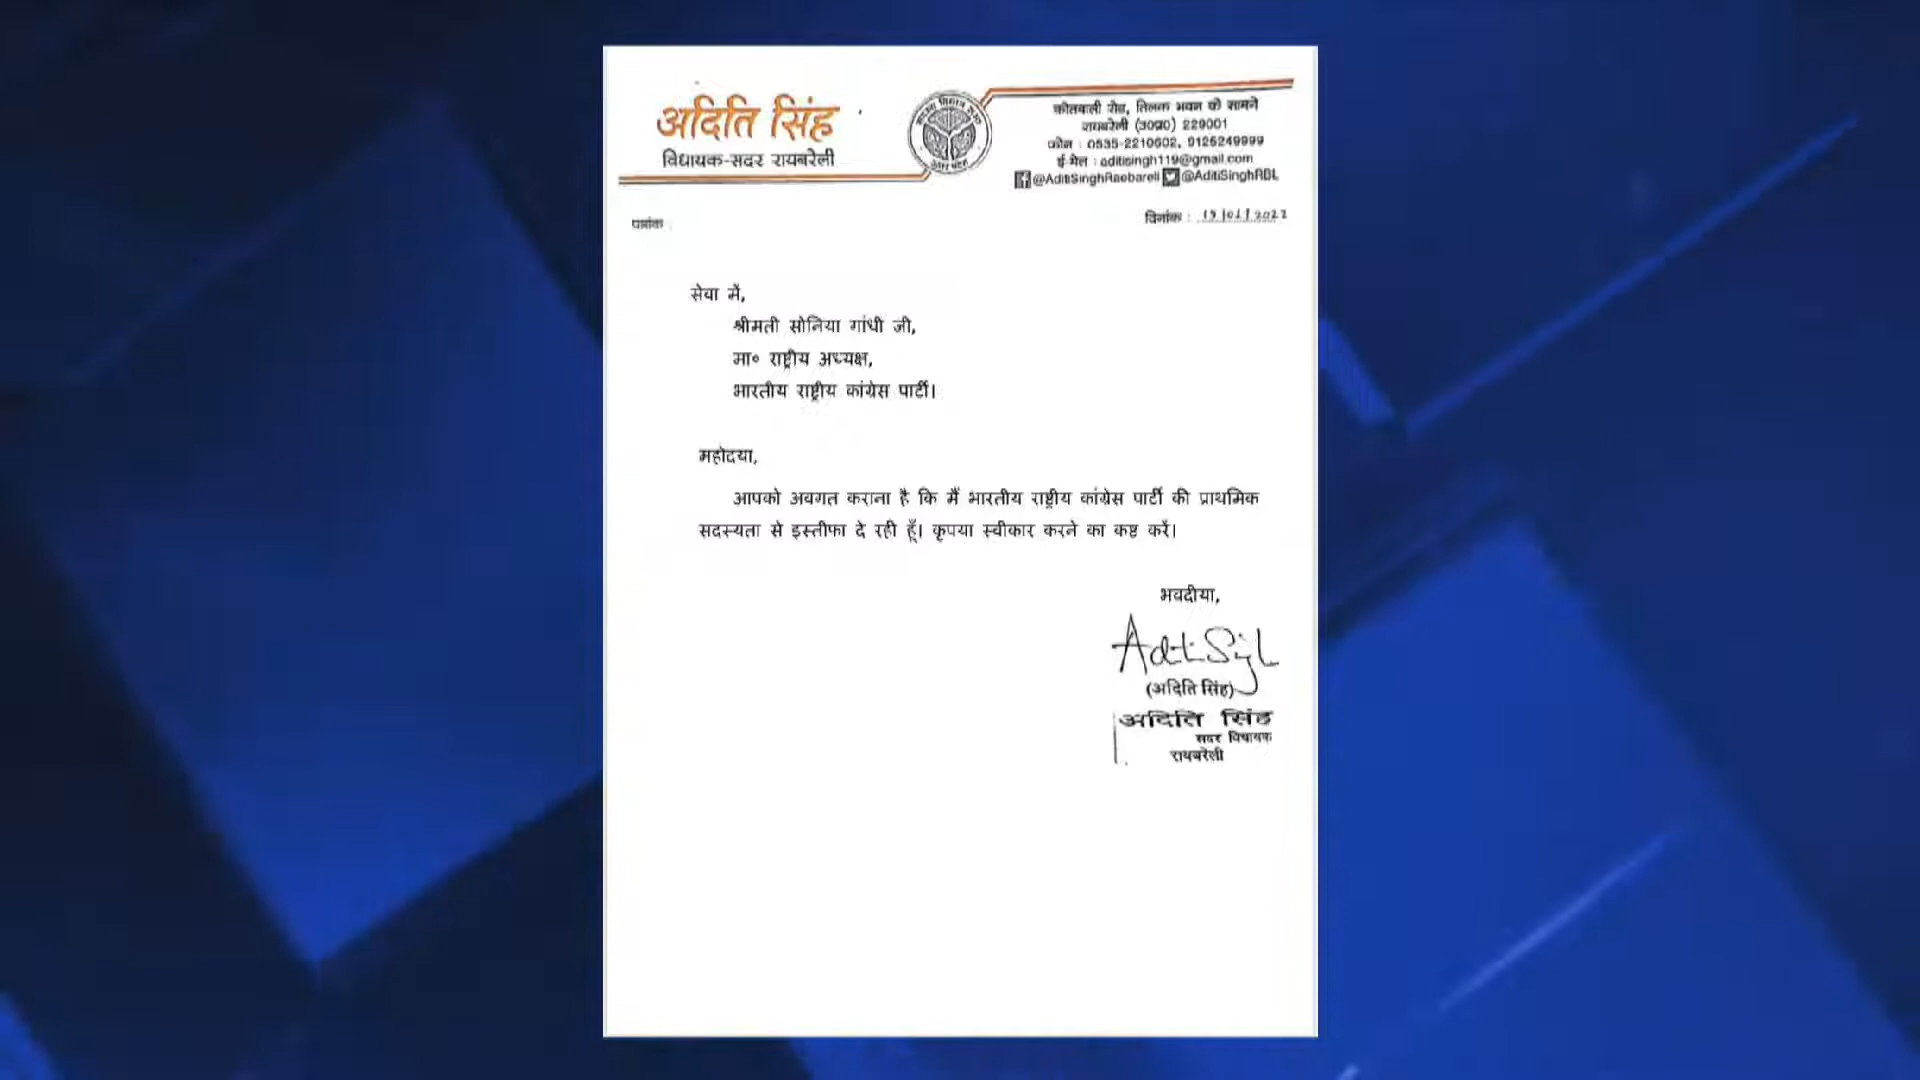 अदिति सिंह
विधायक-सदर रायबरेली
कोतवाली रोड, तिलक भवन के सामने
रायबरेली (उ0प्र0) 229001
फोन : 0535-2210602, 9125249999
ई-मेल : aditisingh119@gmail.com
@AditiSinghRaebareli @AditiSinghRBL
पत्रांक
दिनांक : 19/01/2022
सेवा में,
श्रीमती सोनिया गांधी जी,
मा० राष्ट्रीय अध्यक्ष,
भारतीय राष्ट्रीय कांग्रेस पार्टी।
महोदया,
आपको अवगत कराना है कि मैं भारतीय राष्ट्रीय कांग्रेस पार्टी की प्राथमिक
सदस्यता से इस्तीफा दे रही हूँ। कृपया स्वीकार करने का कष्ट करें।
भवदीया,
Aditi Singh
(अदिति सिंह)
अदिति सिंह
सदर विधायक
रायबरेली